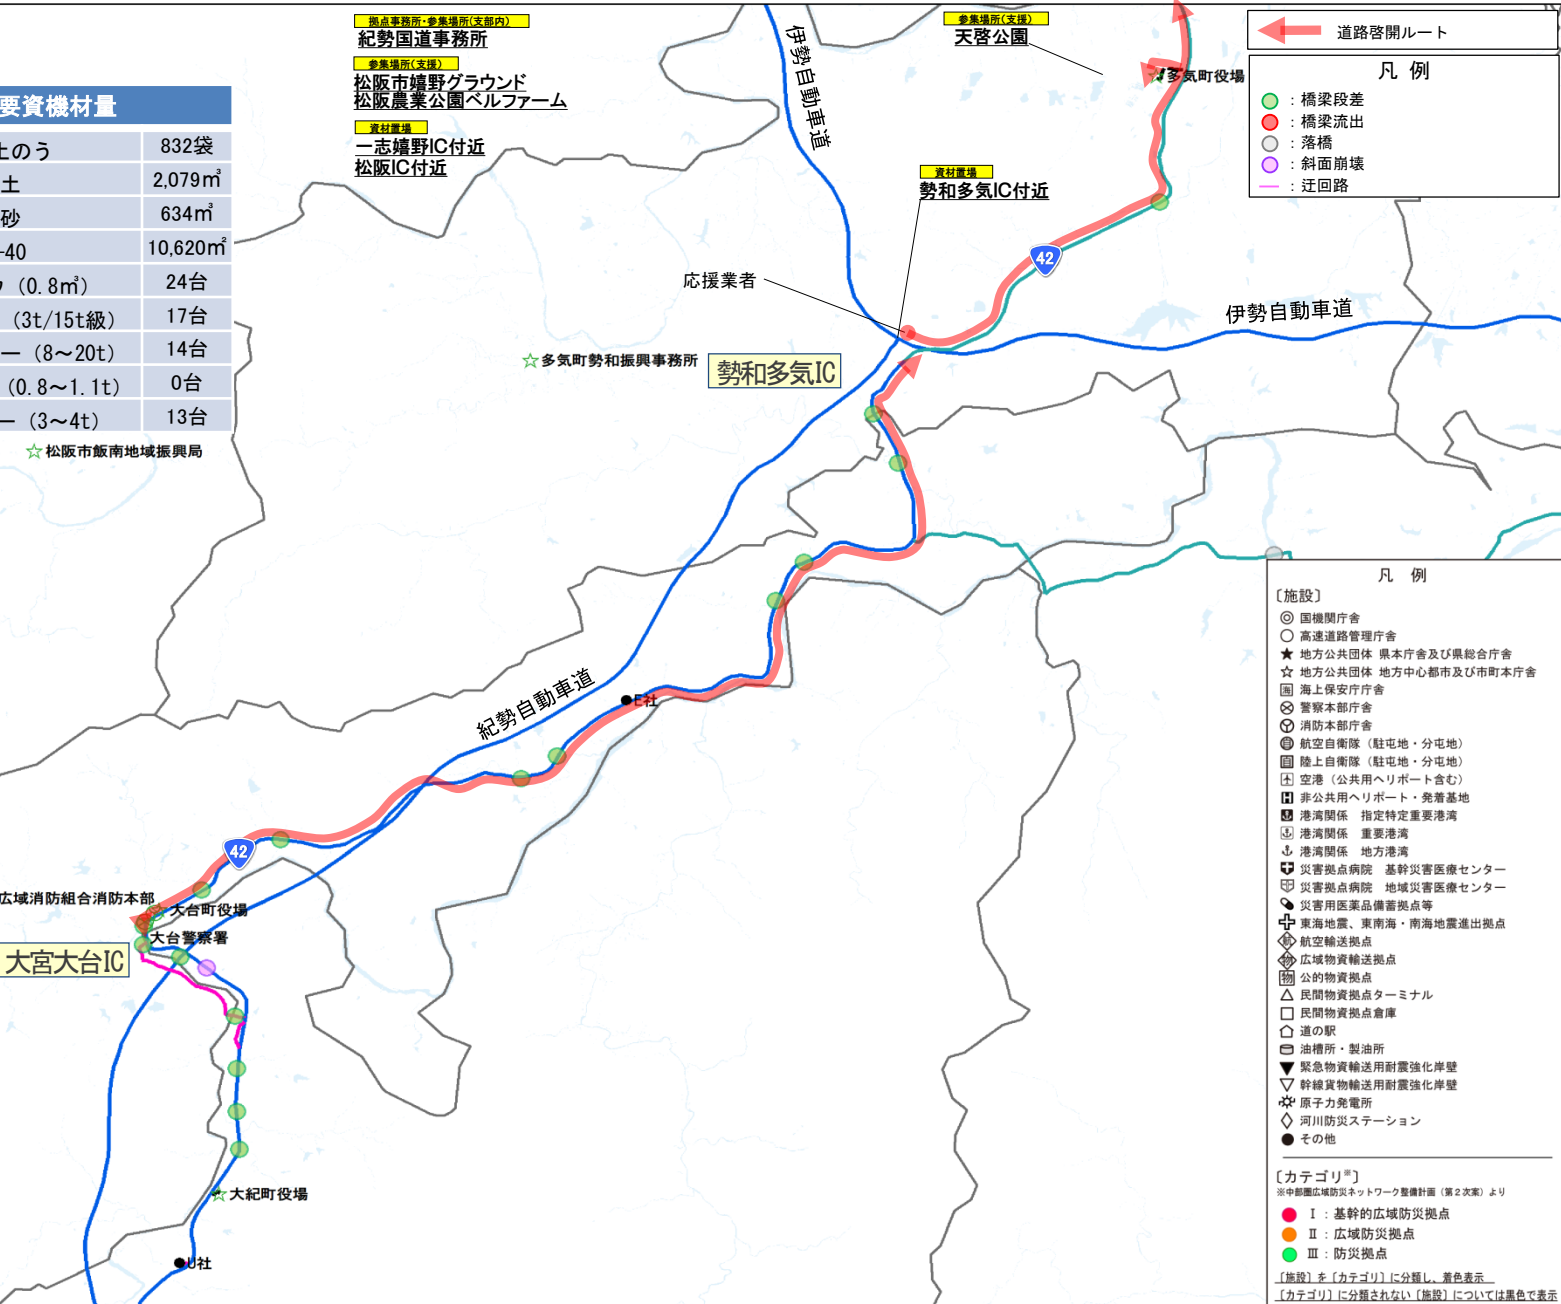 拠点事務所・参集場所(支部内)
紀勢国道事務所
参集場所(支援)
松阪市嬉野グラウンド
松阪農業公園ベルファーム
資材置場
一志嬉野IC付近
松阪IC付近
要資機材量
土のう 832袋
土 2,079㎥
砂 634㎥
-40 10,620㎡
(0.8㎥) 24台
(3t/15t級) 17台
ー (8～20t) 14台
(0.8～1.1t) 0台
ー (3～4t) 13台
参集場所(支援)
天啓公園
多気町役場
資材置場
勢和多気IC付近
伊勢自動車道
応援業者
42
伊勢自動車道
多気町勢和振興事務所
勢和多気IC
松阪市飯南地域振興局
紀勢自動車道
E社
42
広域消防組合消防本部
大台町役場
大台警察署
大宮大台IC
大紀町役場
U社
道路啓開ルート
凡 例
：橋梁段差
：橋梁流出
：落橋
：斜面崩壊
：迂回路
凡 例
〔施設〕
国機関庁舎
高速道路管理庁舎
地方公共団体 県本庁舎及び県総合庁舎
地方公共団体 地方中心都市及び市町本庁舎
海 海上保安庁庁舎
警察本部庁舎
消防本部庁舎
航空自衛隊（駐屯地・分屯地）
陸上自衛隊（駐屯地・分屯地）
空港（公共用ヘリポート含む）
H 非公共用ヘリポート・発着基地
港湾関係 指定特定重要港湾
港湾関係 重要港湾
港湾関係 地方港湾
災害拠点病院 基幹災害医療センター
災害拠点病院 地域災害医療センター
災害用医薬品備蓄拠点等
東海地震、東南海・南海地震進出拠点
航 航空輸送拠点
物 広域物資輸送拠点
物 公的物資拠点
民間物資拠点ターミナル
民間物資拠点倉庫
道の駅
油槽所・製油所
緊急物資輸送用耐震強化岸壁
幹線貨物輸送用耐震強化岸壁
原子力発電所
河川防災ステーション
その他
〔カテゴリ※〕
※中部圏広域防災ネットワーク整備計画（第２次案）より
Ⅰ：基幹的広域防災拠点
Ⅱ：広域防災拠点
Ⅲ：防災拠点
〔施設〕を〔カテゴリ〕に分類し、着色表示
〔カテゴリ〕に分類されない〔施設〕については黒色で表示